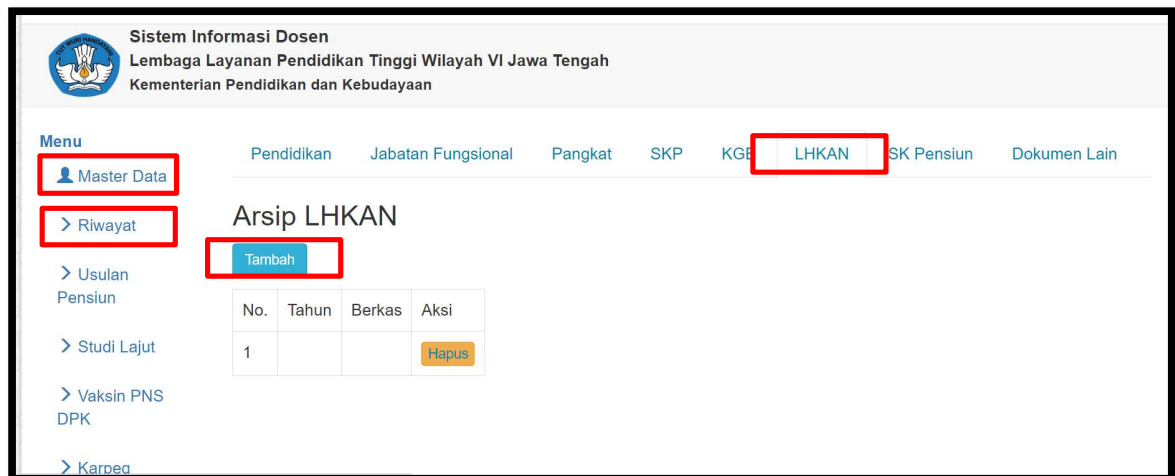 Sistem Informasi Dosen
Lembaga Layanan Pendidikan Tinggi Wilayah VI Jawa Tengah
Kementerian Pendidikan dan Kebudayaan
Menu
Master Data
Riwayat
Usulan
Pensiun
Studi Lajut
Vaksin PNS
DPK
Karpeg
Pendidikan Jabatan Fungsional Pangkat SKP KGB LHKAN SK Pensiun Dokumen Lain
Arsip LHKAN
Tambah
No. Tahun Berkas Aksi
1 Hapus